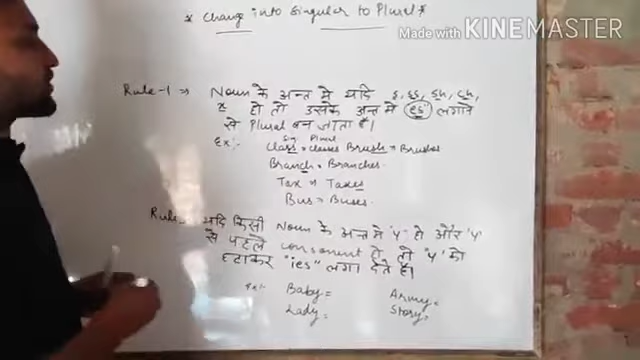 * Change into Singular to Plural *
Made with KINEMASTER
Rule-1 → Noun के अन्त मे यदि s, ss, sh, ch,
x हो तो उसके अन्त मे "es" लगाने
से Plural बन जाता है।
Sin. Plural
Ex:- Class = Classes Brush = Brushes
Branch = Branches
Tax = Taxes
Bus = Buses
Rule- यदि किसी Noun के अन्त मे 'y' हो और 'y'
से पहले consonant हो तो 'y' को
हटाकर "ies" लगा देते है।
Ex:- Baby = Army =
Lady = Story =